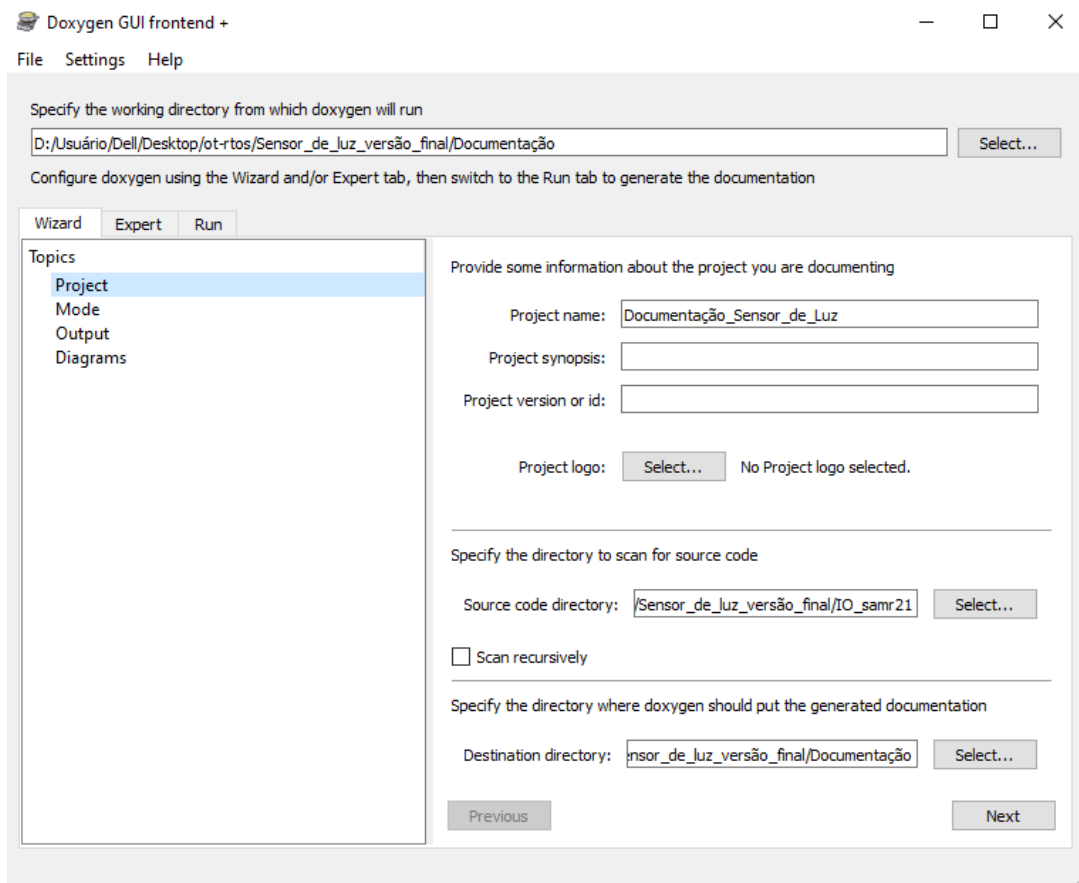 Doxygen GUI frontend +
File Settings Help
Specify the working directory from which doxygen will run
D:/Usuário/Dell/Desktop/ot-rtos/Sensor_de_luz_versão_final/Documentação Select...
Configure doxygen using the Wizard and/or Expert tab, then switch to the Run tab to generate the documentation
Wizard Expert Run
Topics
Project
Mode
Output
Diagrams
Provide some information about the project you are documenting
Project name: Documentação_Sensor_de_Luz
Project synopsis:
Project version or id:
Project logo: Select... No Project logo selected.
Specify the directory to scan for source code
Source code directory: /Sensor_de_luz_versão_final/IO_samr21 Select...
Scan recursively
Specify the directory where doxygen should put the generated documentation
Destination directory: ensor_de_luz_versão_final/Documentação Select...
Previous Next